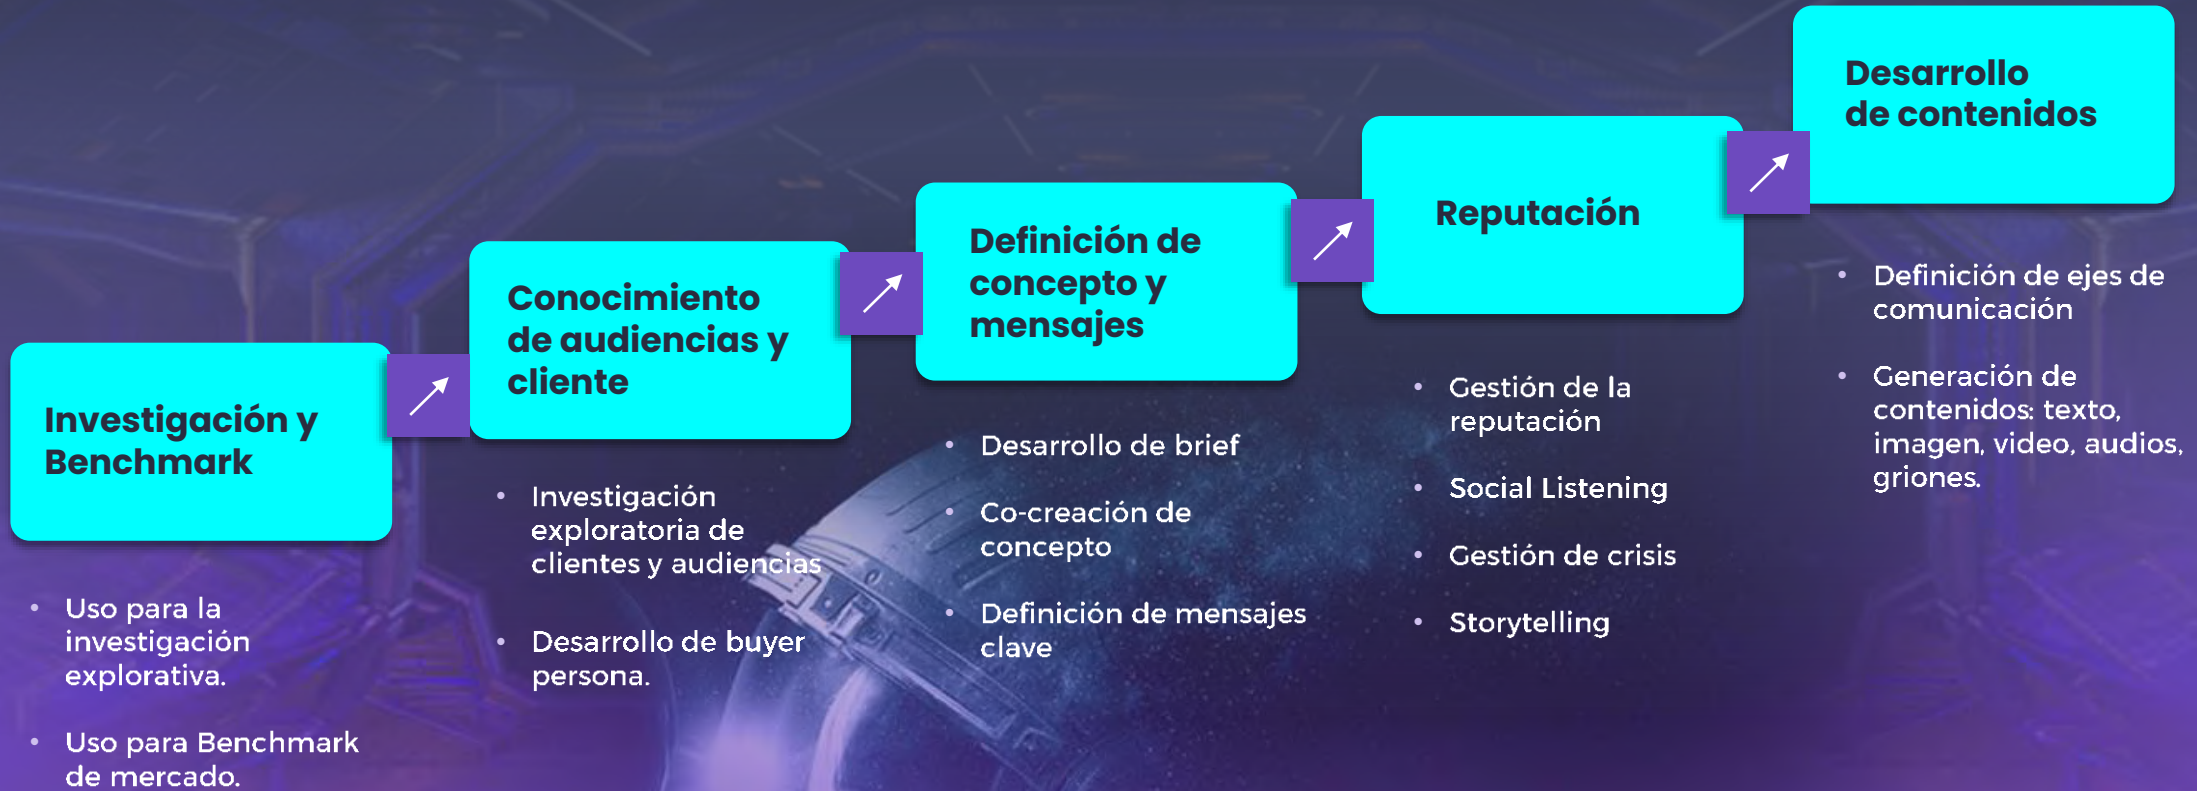 Investigación y
Benchmark
• Uso para la
investigación
explorativa.
• Uso para Benchmark
de mercado.
Conocimiento
de audiencias y
cliente
• Investigación
exploratoria de
clientes y audiencias
• Desarrollo de buyer
persona.
Definición de
concepto y
mensajes
• Desarrollo de brief
• Co-creación de
concepto
• Definición de mensajes
clave
Reputación
• Gestión de la
reputación
• Social Listening
• Gestión de crisis
• Storytelling
Desarrollo
de contenidos
• Definición de ejes de
comunicación
• Generación de
contenidos: texto,
imagen, video, audios,
griones.